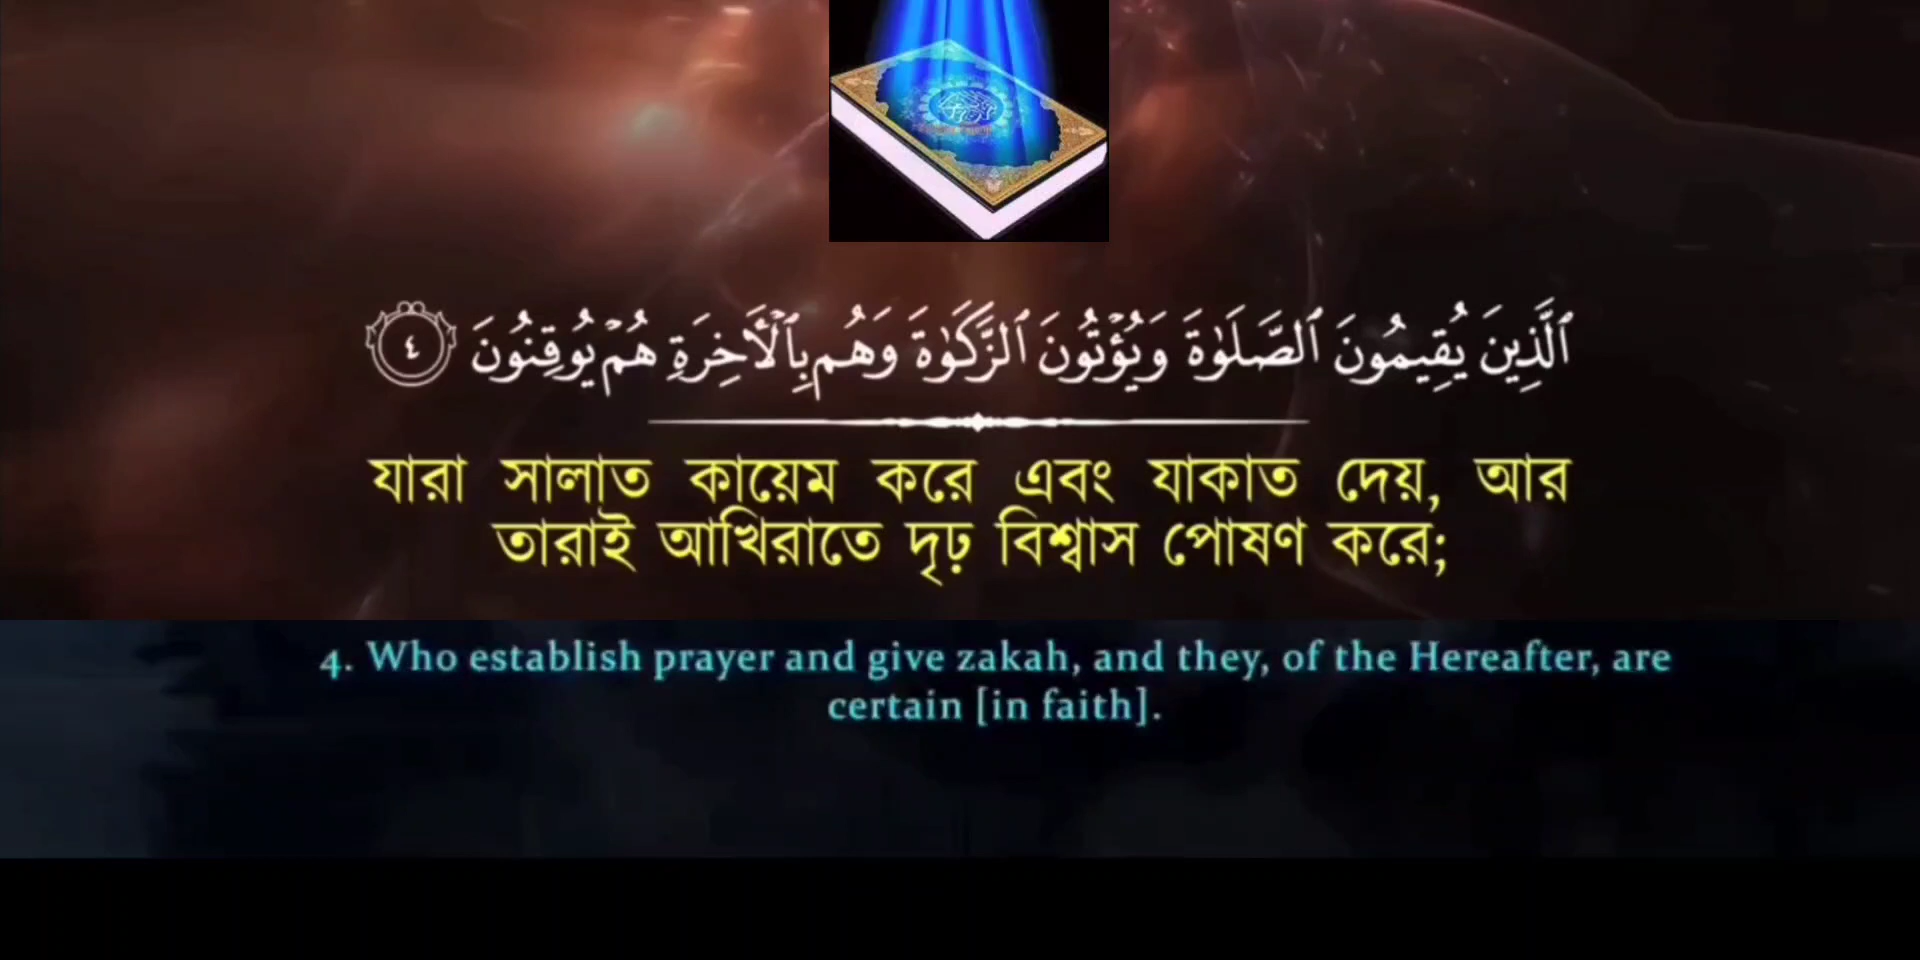 ٱلَّذِينَ يُقِيمُونَ ٱلصَّلَوٰةَ وَيُؤْتُونَ ٱلزَّكَوٰةَ وَهُم بِٱلْـَٔاخِرَةِ هُمْ يُوقِنُونَ ٤
যারা সালাত কায়েম করে এবং যাকাত দেয়, আর
তারাই আখিরাতে দৃঢ় বিশ্বাস পোষণ করে;
4. Who establish prayer and give zakah, and they, of the Hereafter, are
certain [in faith].